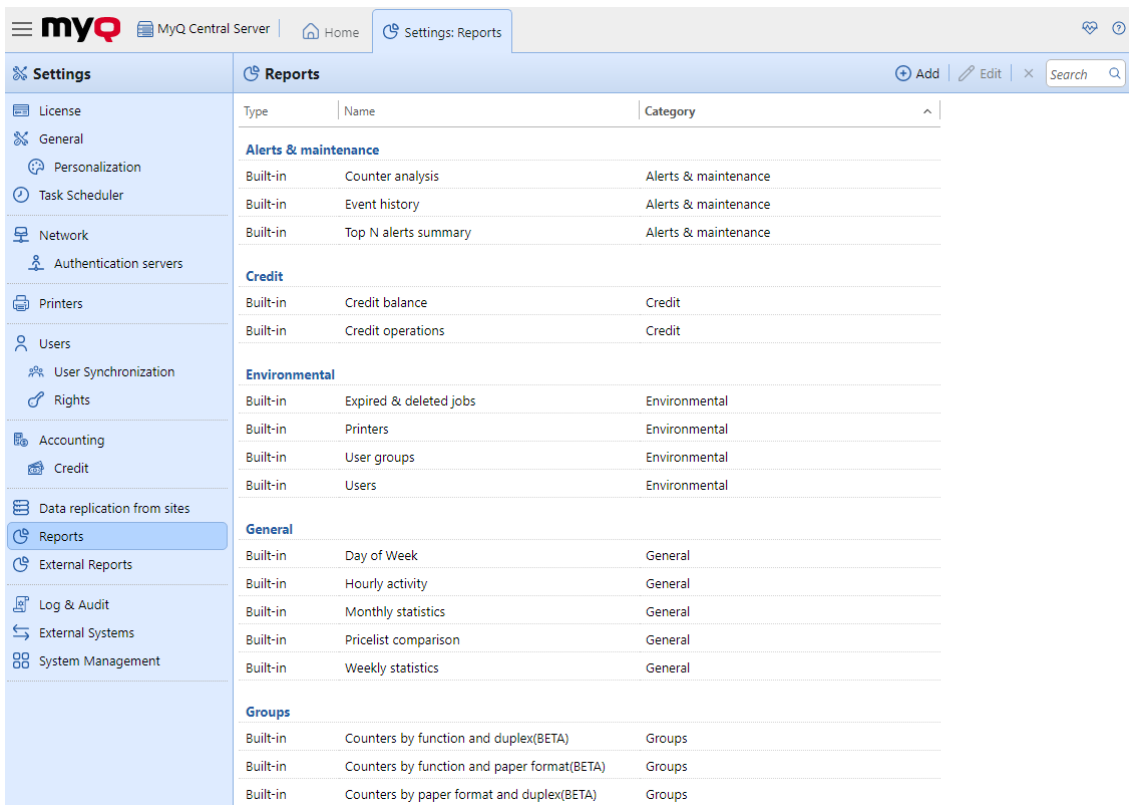 myQ MyQ Central Server Home Settings: Reports
Settings
License
General
Personalization
Task Scheduler
Network
Authentication servers
Printers
Users
User Synchronization
Rights
Accounting
Credit
Data replication from sites
Reports
External Reports
Log & Audit
External Systems
System Management
Reports Add Edit Search
Type Name Category
Alerts & maintenance
Built-in Counter analysis Alerts & maintenance
Built-in Event history Alerts & maintenance
Built-in Top N alerts summary Alerts & maintenance
Credit
Built-in Credit balance Credit
Built-in Credit operations Credit
Environmental
Built-in Expired & deleted jobs Environmental
Built-in Printers Environmental
Built-in User groups Environmental
Built-in Users Environmental
General
Built-in Day of Week General
Built-in Hourly activity General
Built-in Monthly statistics General
Built-in Pricelist comparison General
Built-in Weekly statistics General
Groups
Built-in Counters by function and duplex(BETA) Groups
Built-in Counters by function and paper format(BETA) Groups
Built-in Counters by paper format and duplex(BETA) Groups